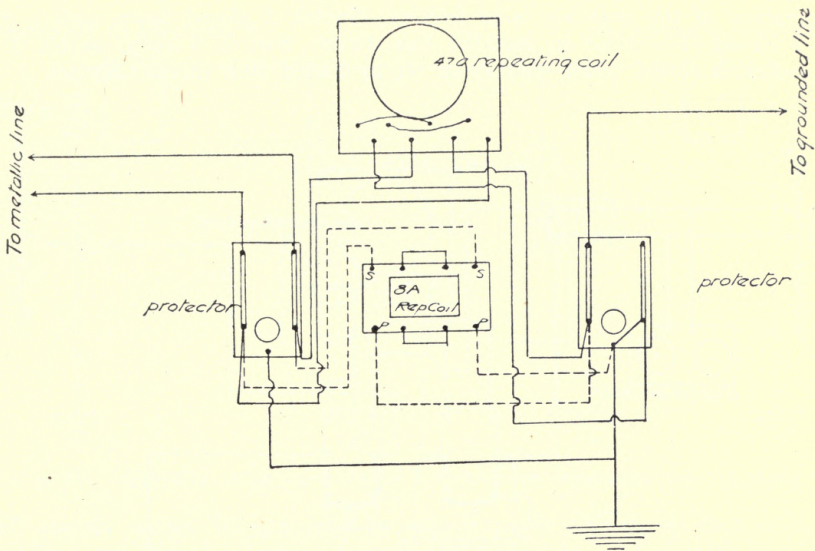 47a repeating coil
To grounded line
To metallic line
S
S
8A
Rep Coil
P
P
protector
protector